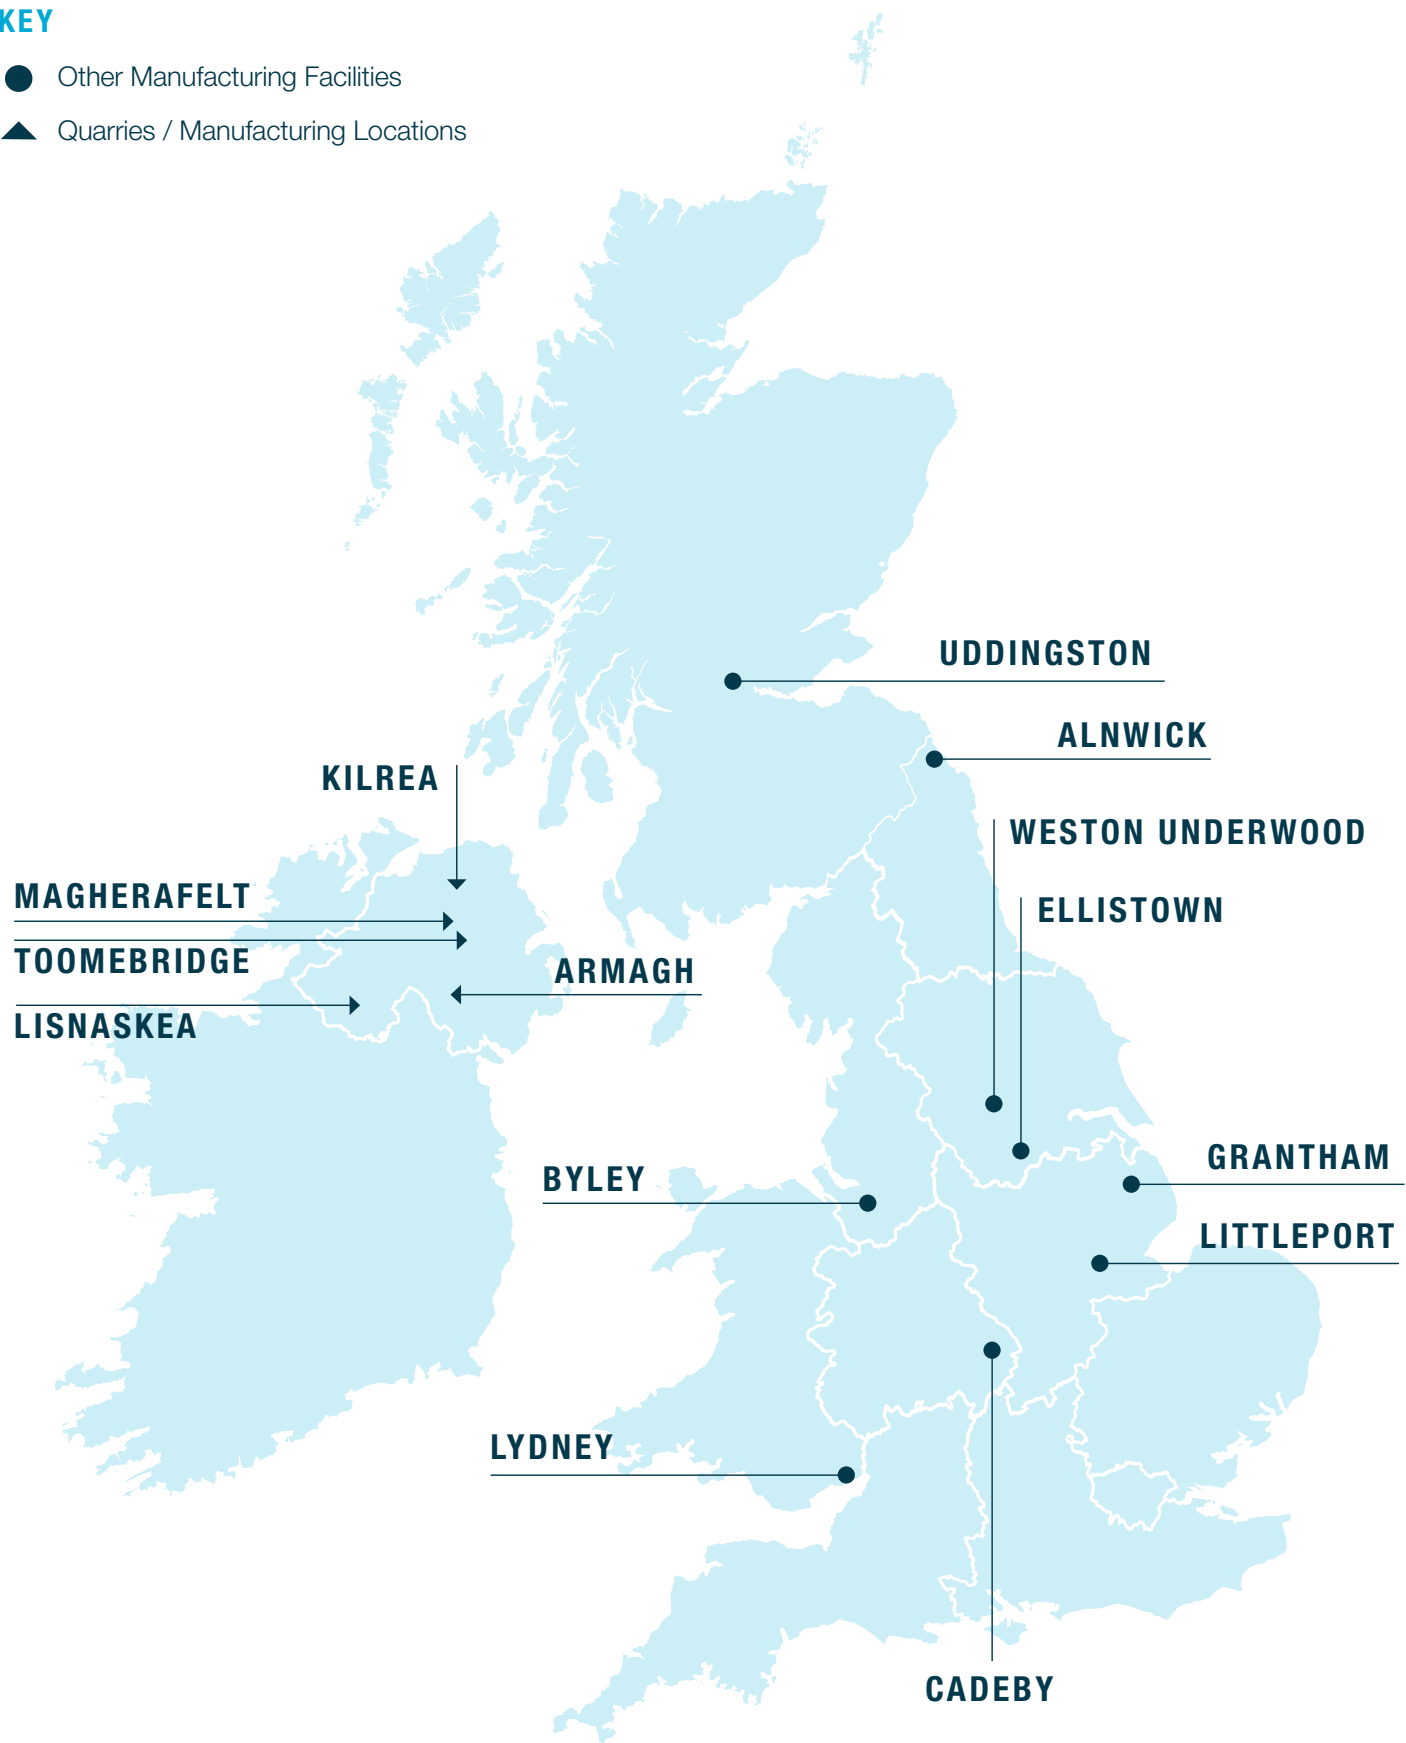 KEY
Other Manufacturing Facilities
Quarries / Manufacturing Locations
UDDINGSTON
ALNWICK
KILREA
WESTON UNDERWOOD
MAGHERAFELT
ELLISTOWN
TOOMEBRIDGE
ARMAGH
LISNASKEA
GRANTHAM
BYLEY
LITTLEPORT
LYDNEY
CADEBY